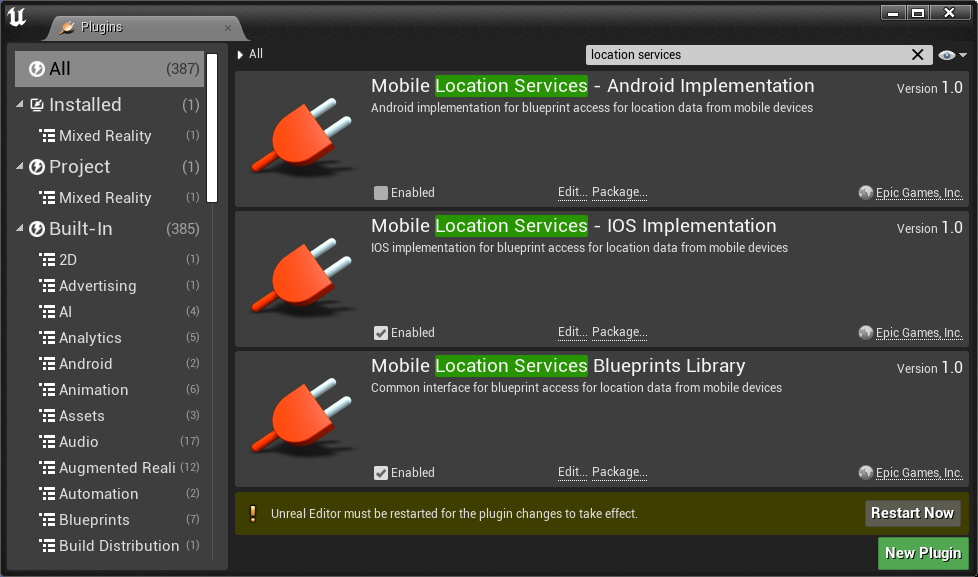 Plugins
All (387)
Installed (1)
Mixed Reality (1)
Project (1)
Mixed Reality (1)
Built-In (385)
2D (1)
Advertising (1)
AI (4)
Analytics (5)
Android (2)
Animation (6)
Assets (3)
Audio (17)
Augmented Reali (12)
Automation (2)
Blueprints (7)
Build Distribution (1)
All
location services
Mobile Location Services - Android Implementation Version 1.0
Android implementation for blueprint access for location data from mobile devices
Enabled Edit... Package... Epic Games, Inc.
Mobile Location Services - IOS Implementation Version 1.0
IOS implementation for blueprint access for location data from mobile devices
Enabled Edit... Package... Epic Games, Inc.
Mobile Location Services Blueprints Library Version 1.0
Common interface for blueprint access for location data from mobile devices
Enabled Edit... Package... Epic Games, Inc.
Unreal Editor must be restarted for the plugin changes to take effect. Restart Now
New Plugin